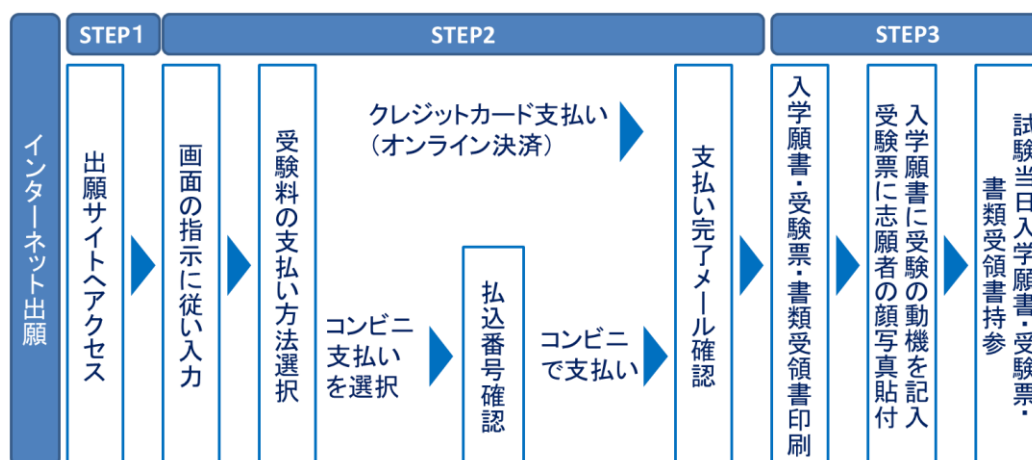 インターネット出願
STEP1
STEP2
STEP3
出願サイトへアクセス
画面の指示に従い入力
受験料の支払い方法選択
クレジットカード支払い
(オンライン決済)
コンビニ
支払い
を選択
払込番号確認
コンビニ
で支払い
支払い完了メール確認
入学願書・受験票・書類受領書印刷
入学願書に受験の動機を記入
受験票に志願者の顔写真貼付
試験当日入学願書・受験票・
書類受領書持参